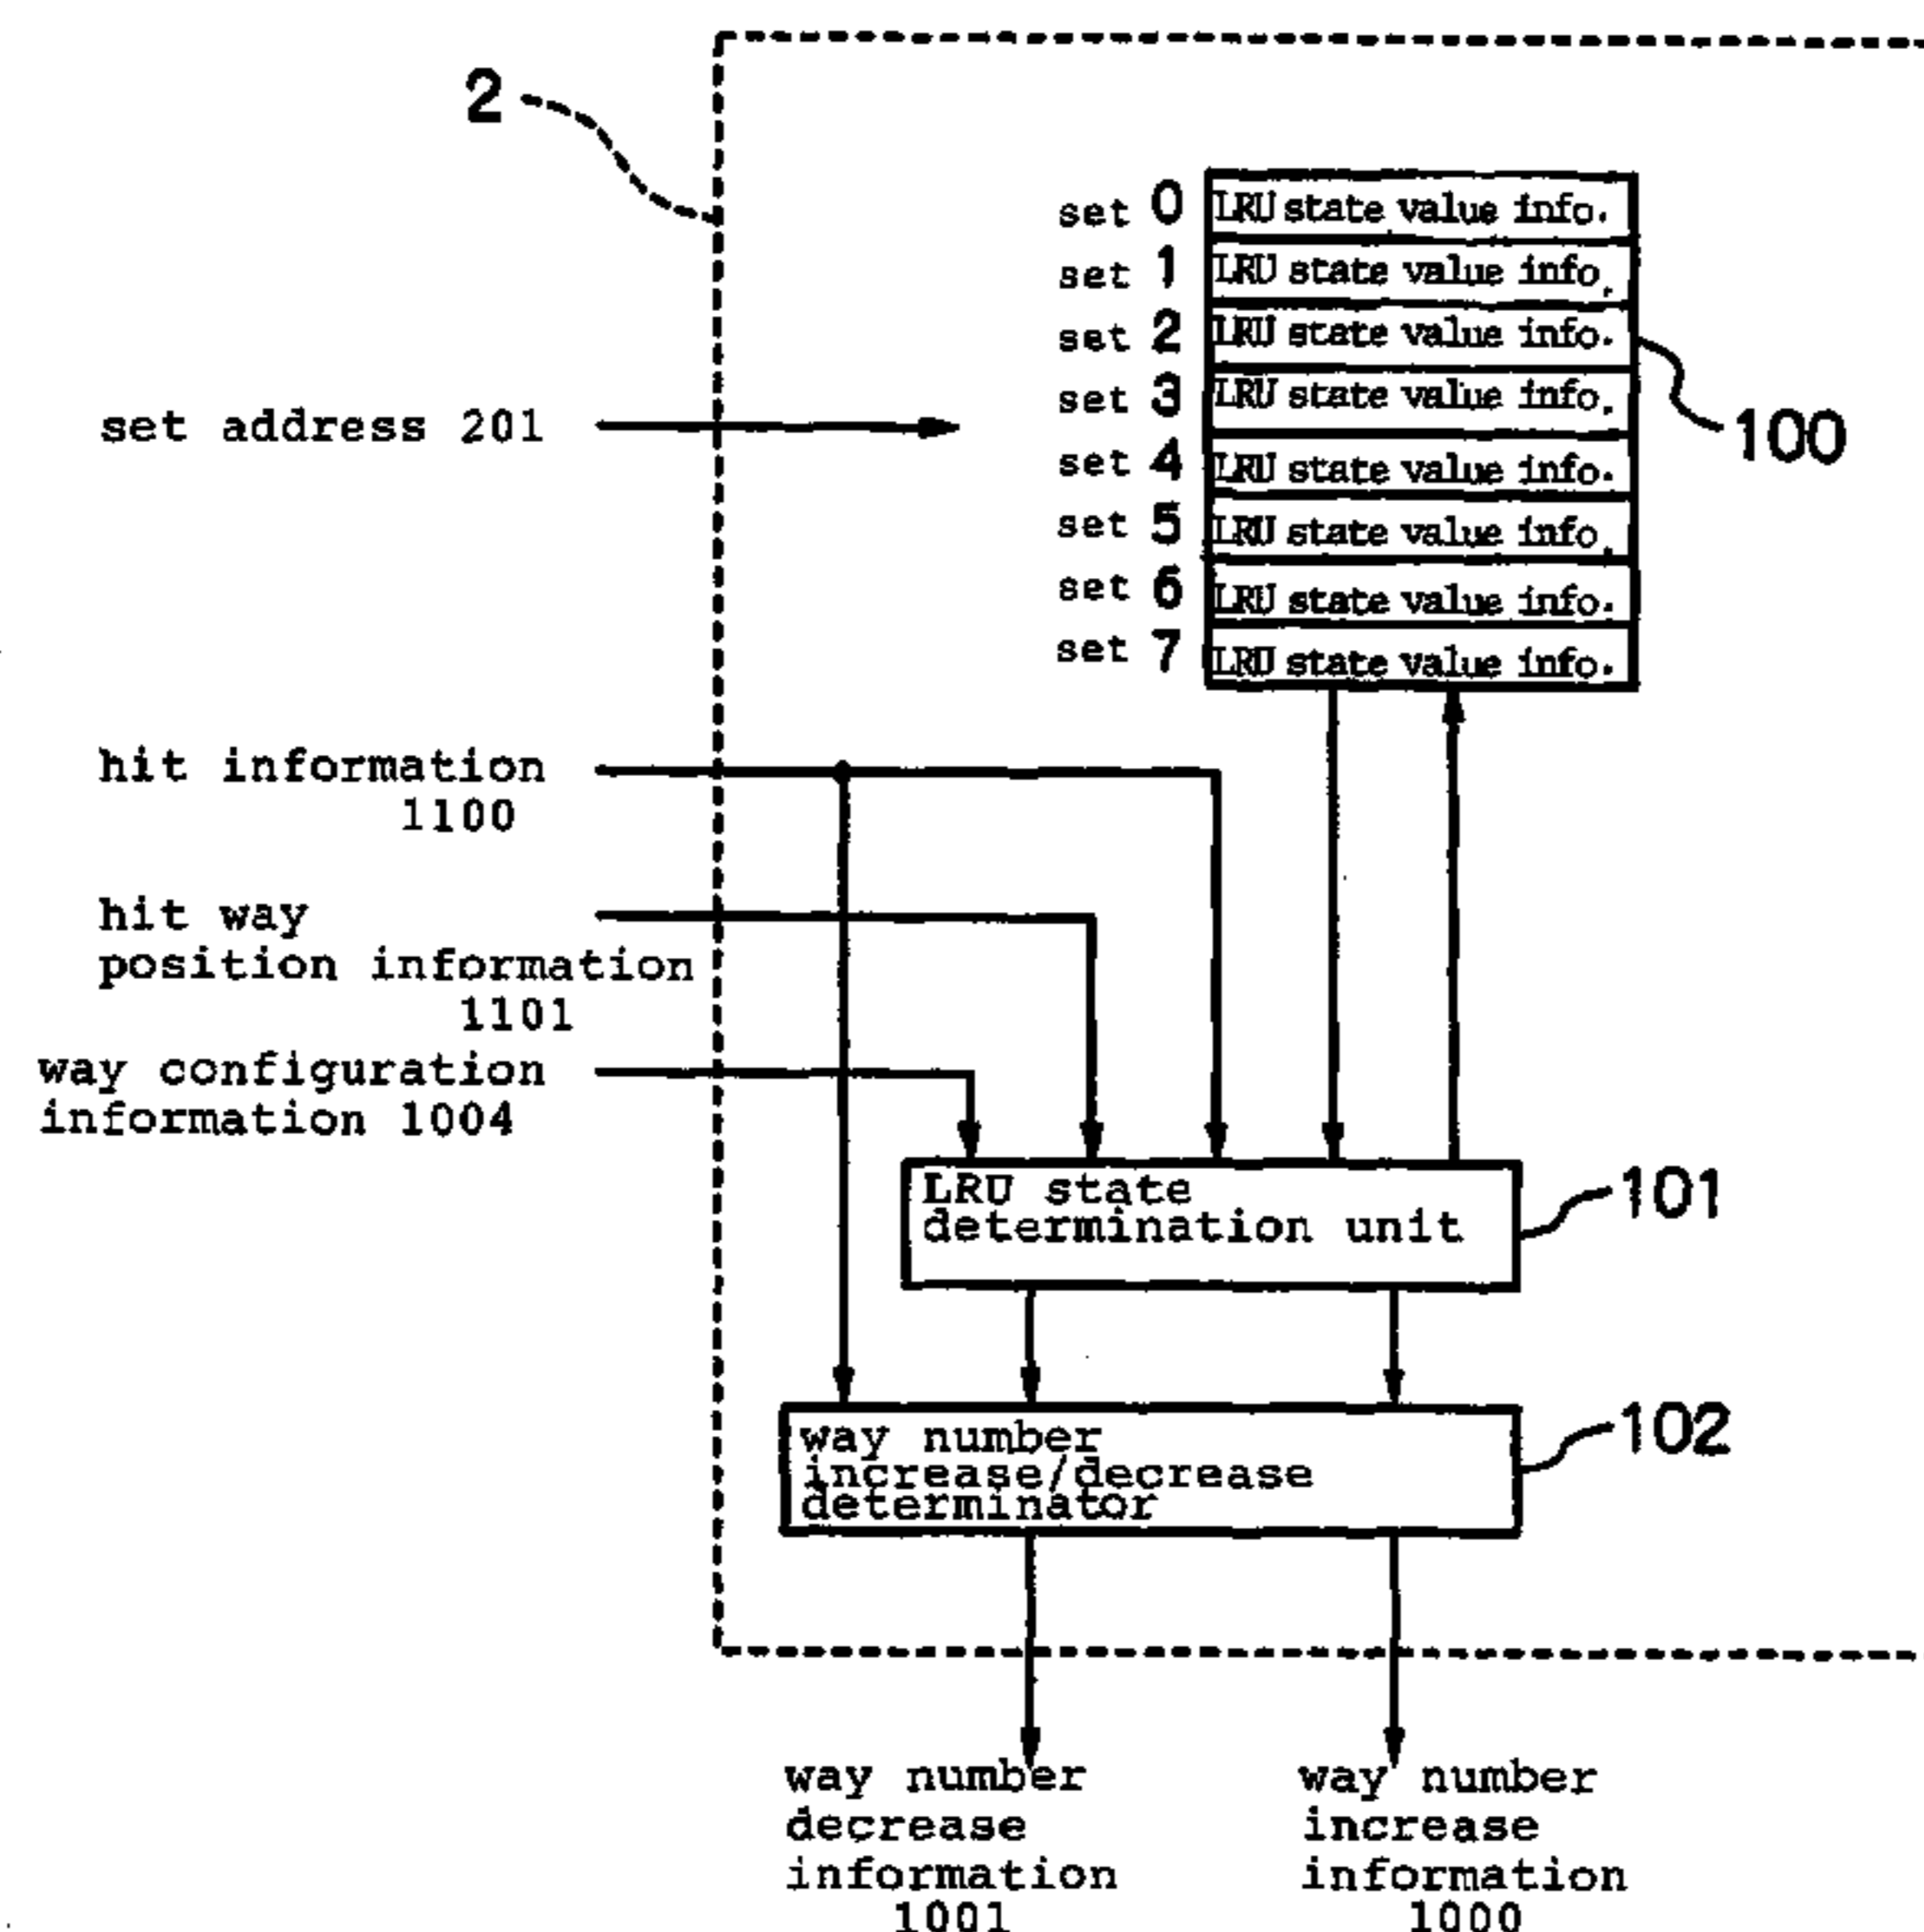 2
set 0 LRU state value info.
set 1 LRU state value info.
set 2 LRU state value info.
set 3 LRU state value info.
set 4 LRU state value info.
set 5 LRU state value info.
set 6 LRU state value info.
set 7 LRU state value info.
100
set address 201
hit information
1100
hit way
position information
1101
way configuration
information 1004
LRU state
determination unit
101
way number
increase/decrease
determinator
102
way number
decrease
information
1001
way number
increase
information
1000